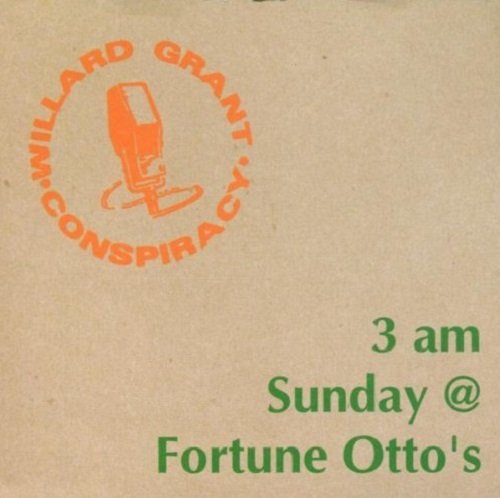 WILLARD GRANT
·CONSPIRACY·
3 am
Sunday @
Fortune Otto's